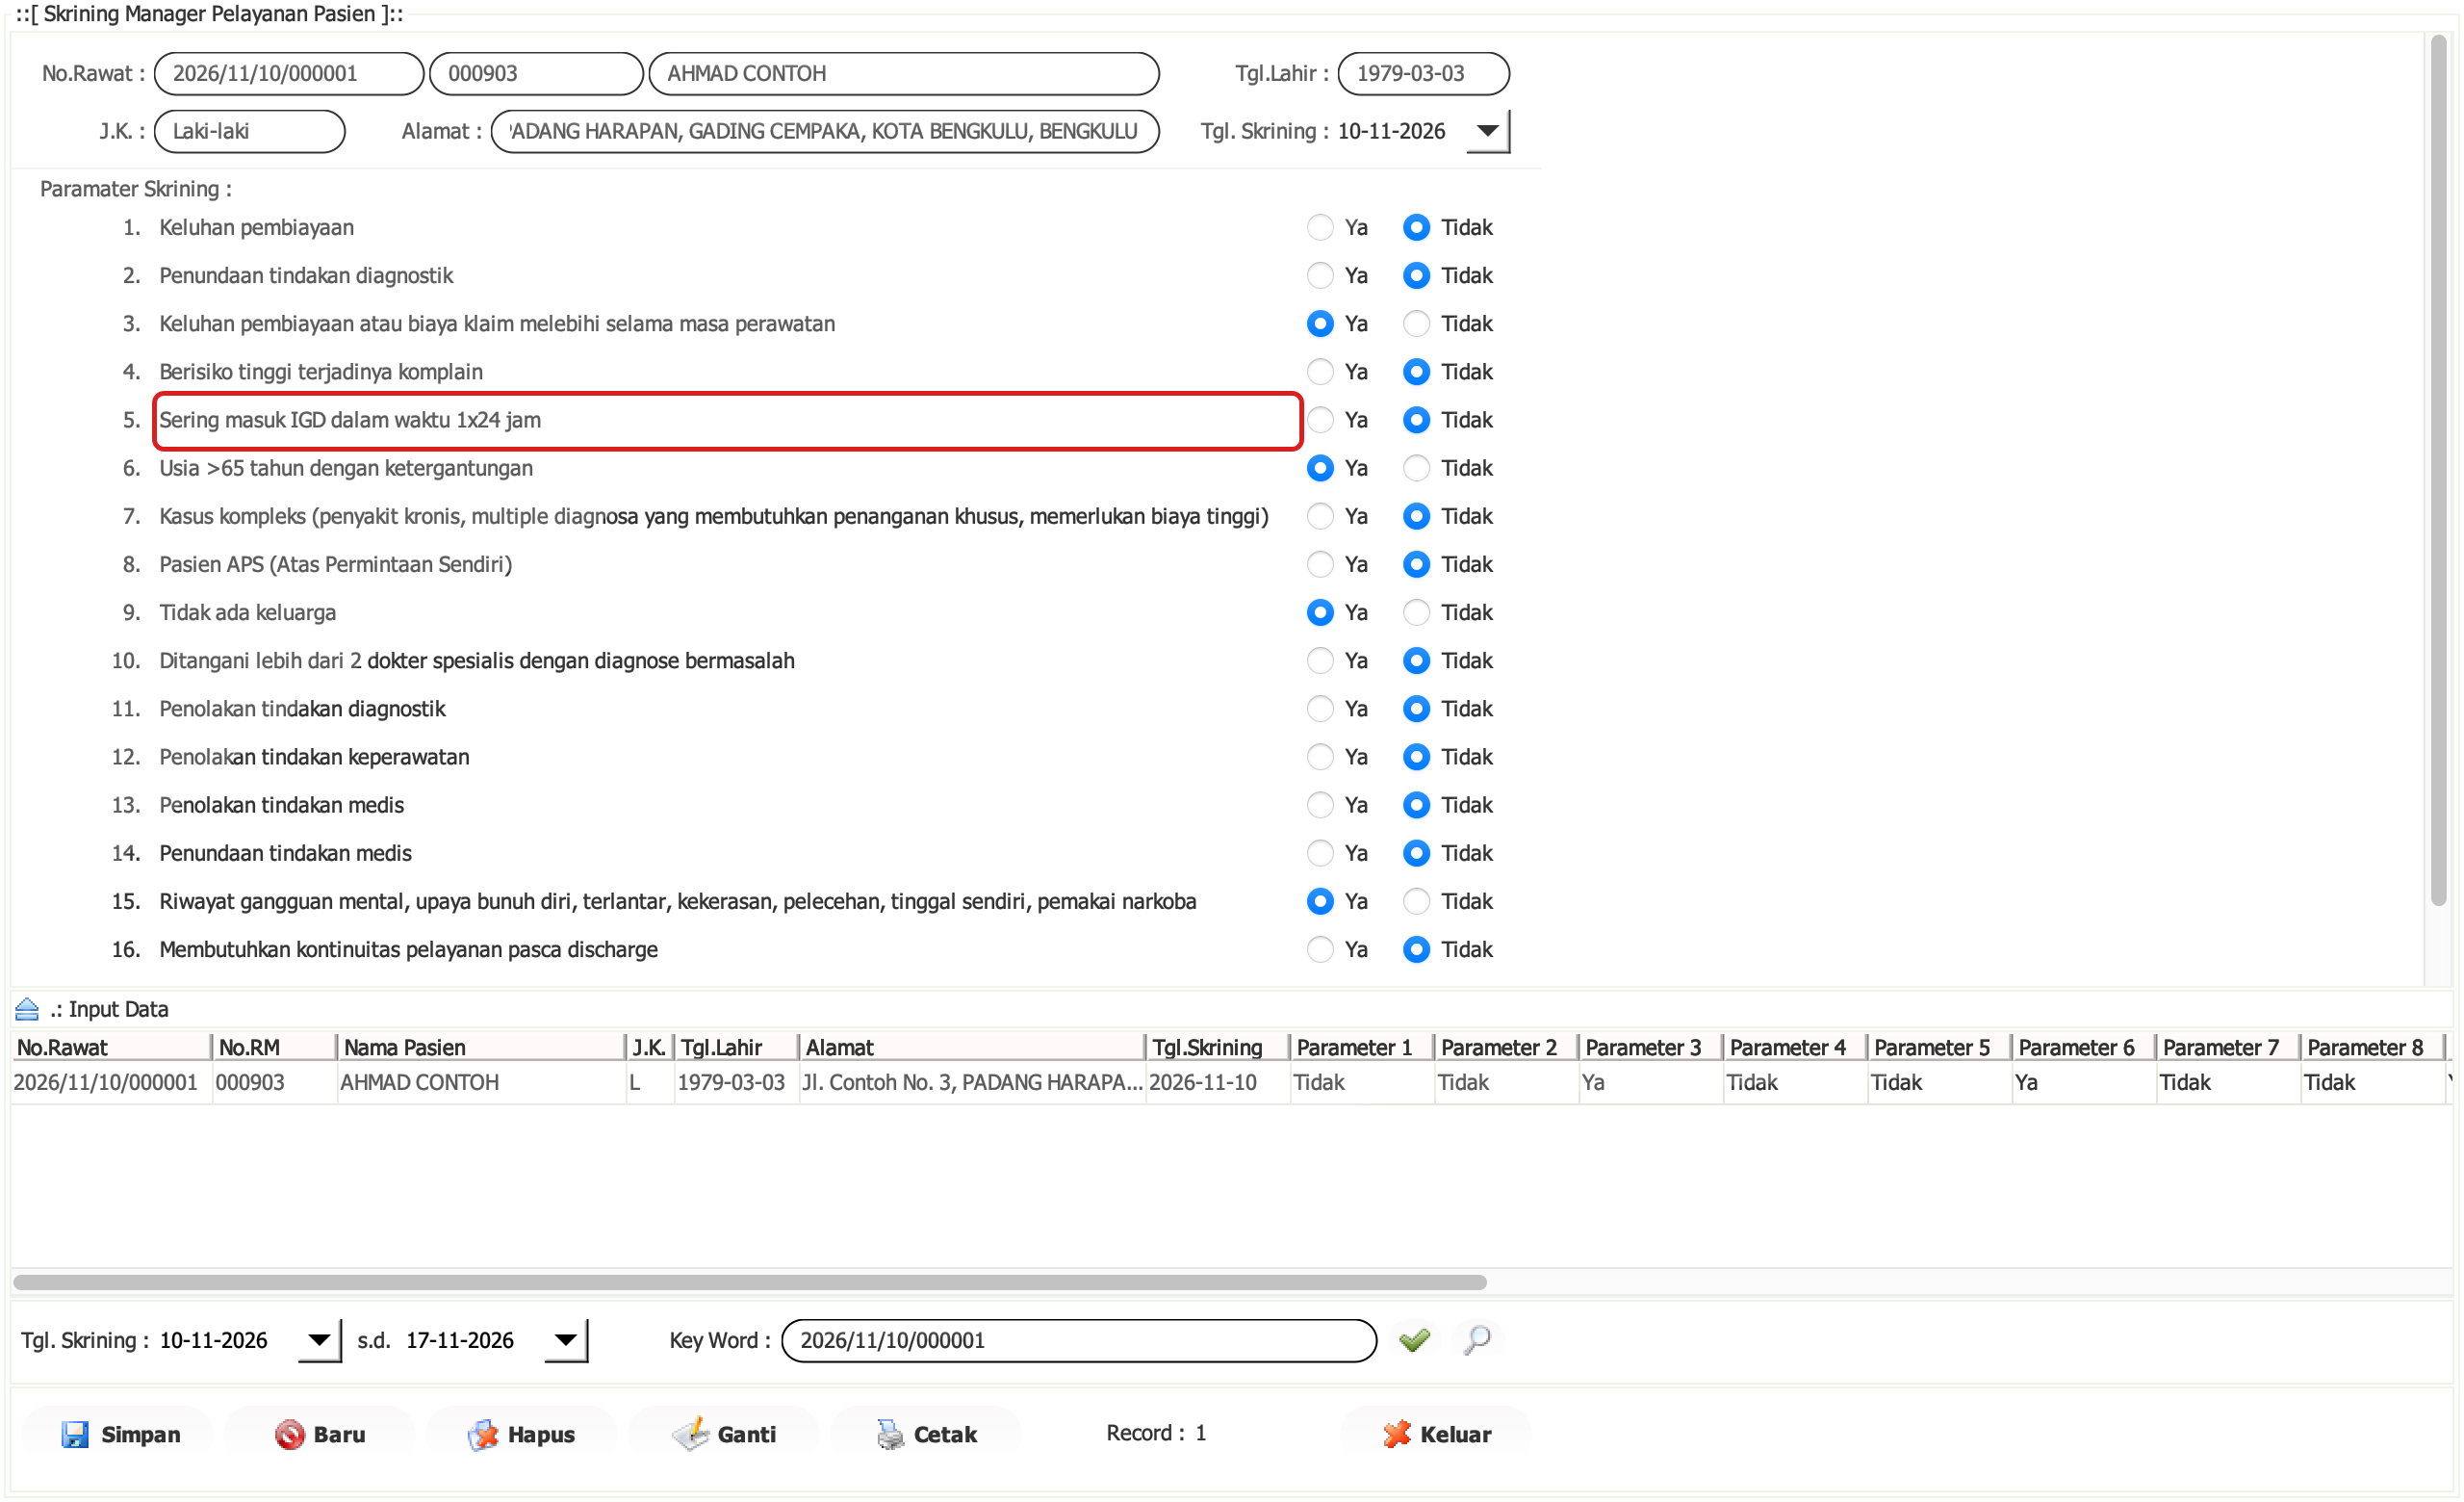 ::[ Skrining Manager Pelayanan Pasien ]::
No.Rawat : 2026/11/10/000001 000903 AHMAD CONTOH Tgl.Lahir : 1979-03-03
J.K. : Laki-laki Alamat : PADANG HARAPAN, GADING CEMPAKA, KOTA BENGKULU, BENGKULU Tgl. Skrining : 10-11-2026
Paramater Skrining :
1. Keluhan pembiayaan Ya Tidak
2. Penundaan tindakan diagnostik Ya Tidak
3. Keluhan pembiayaan atau biaya klaim melebihi selama masa perawatan Ya Tidak
4. Berisiko tinggi terjadinya komplain Ya Tidak
5. Sering masuk IGD dalam waktu 1x24 jam Ya Tidak
6. Usia >65 tahun dengan ketergantungan Ya Tidak
7. Kasus kompleks (penyakit kronis, multiple diagnosa yang membutuhkan penanganan khusus, memerlukan biaya tinggi) Ya Tidak
8. Pasien APS (Atas Permintaan Sendiri) Ya Tidak
9. Tidak ada keluarga Ya Tidak
10. Ditangani lebih dari 2 dokter spesialis dengan diagnose bermasalah Ya Tidak
11. Penolakan tindakan diagnostik Ya Tidak
12. Penolakan tindakan keperawatan Ya Tidak
13. Penolakan tindakan medis Ya Tidak
14. Penundaan tindakan medis Ya Tidak
15. Riwayat gangguan mental, upaya bunuh diri, terlantar, kekerasan, pelecehan, tinggal sendiri, pemakai narkoba Ya Tidak
16. Membutuhkan kontinuitas pelayanan pasca discharge Ya Tidak
.: Input Data
No.Rawat No.RM Nama Pasien J.K. Tgl.Lahir Alamat Tgl.Skrining Parameter 1 Parameter 2 Parameter 3 Parameter 4 Parameter 5 Parameter 6 Parameter 7 Parameter 8
2026/11/10/000001 000903 AHMAD CONTOH L 1979-03-03 Jl. Contoh No. 3, PADANG HARAPA... 2026-11-10 Tidak Tidak Ya Tidak Tidak Ya Tidak Tidak
Tgl. Skrining : 10-11-2026 s.d. 17-11-2026 Key Word : 2026/11/10/000001
Simpan Baru Hapus Ganti Cetak Record : 1 Keluar